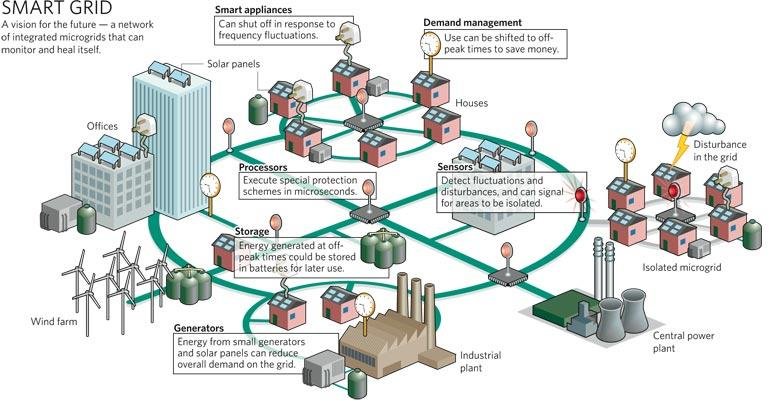 SMART GRID
A vision for the future — a network
of integrated microgrids that can
monitor and heal itself.
Smart appliances
Can shut off in response to
frequency fluctuations.
Demand management
Use can be shifted to off-
peak times to save money.
Solar panels
Houses
Offices
Disturbance
in the grid
Processors
Execute special protection
schemes in microseconds.
Sensors
Detect fluctuations and
disturbances, and can signal
for areas to be isolated.
Storage
Energy generated at off-
peak times could be stored
in batteries for later use.
Isolated microgrid
Wind farm
Generators
Energy from small generators
and solar panels can reduce
overall demand on the grid.
Industrial
plant
Central power
plant